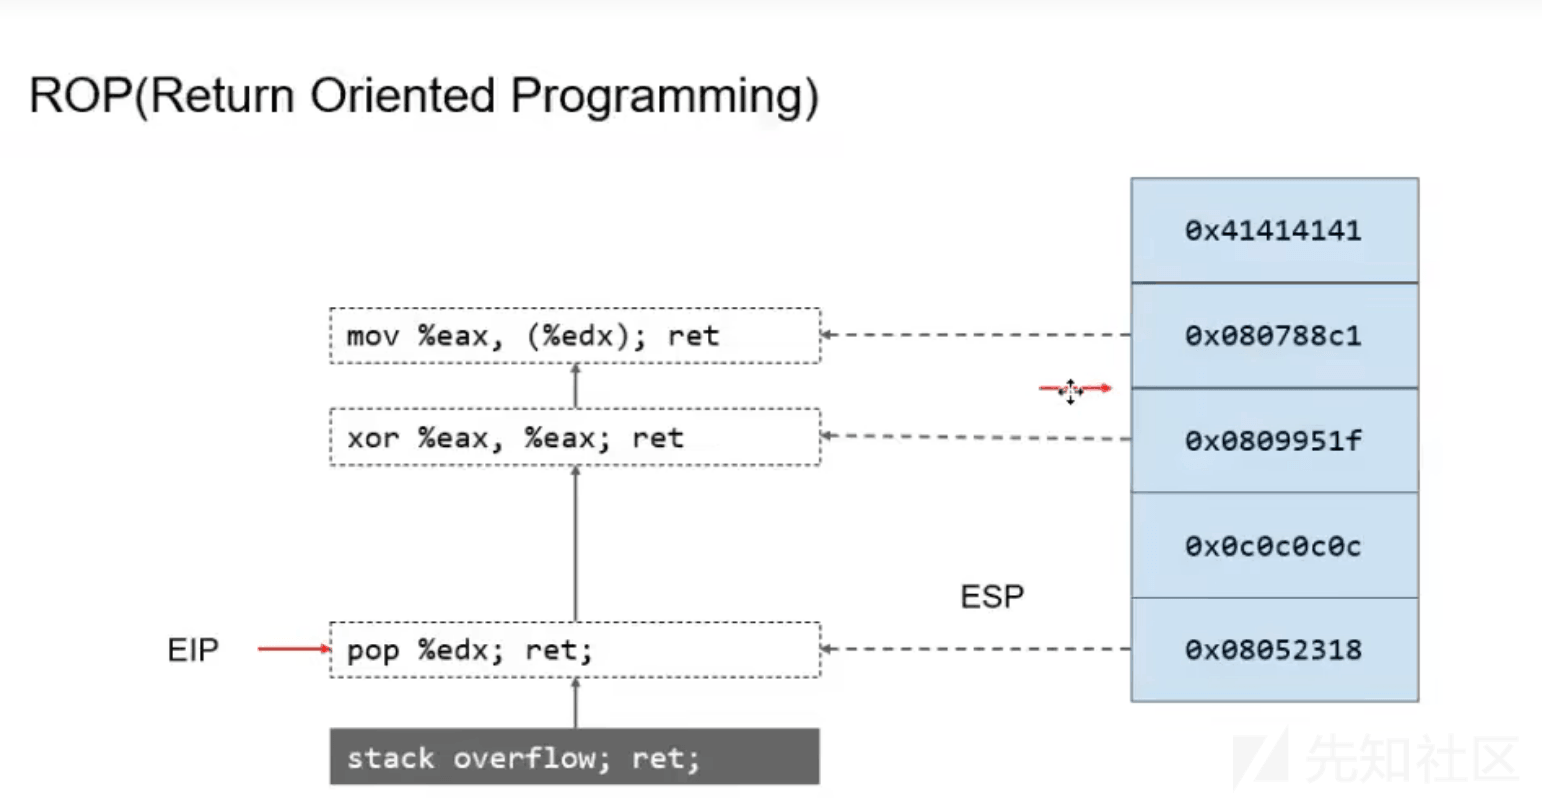 ROP(Return Oriented Programming)
0x41414141
mov %eax, (%edx); ret
0x080788c1
xor %eax, %eax; ret
0x0809951f
0x0c0c0c0c
ESP
EIP
pop %edx; ret;
0x08052318
stack overflow; ret;
先知社区